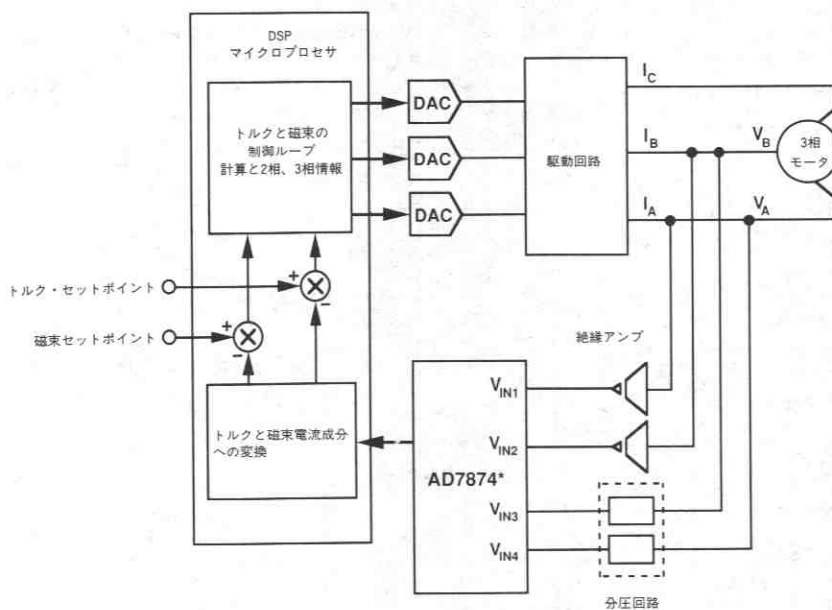 DSP
マイクロプロセサ
トルクと磁束の
制御ループ
計算と2相、3相情報
DAC
DAC
DAC
駆動回路
I_C
I_B
I_A
V_B
V_A
3相
モータ
トルク・セットポイント
磁束セットポイント
+
−
+
−
トルクと磁束電流成分
への変換
絶縁アンプ
V_IN1
V_IN2
AD7874*
V_IN3
V_IN4
分圧回路